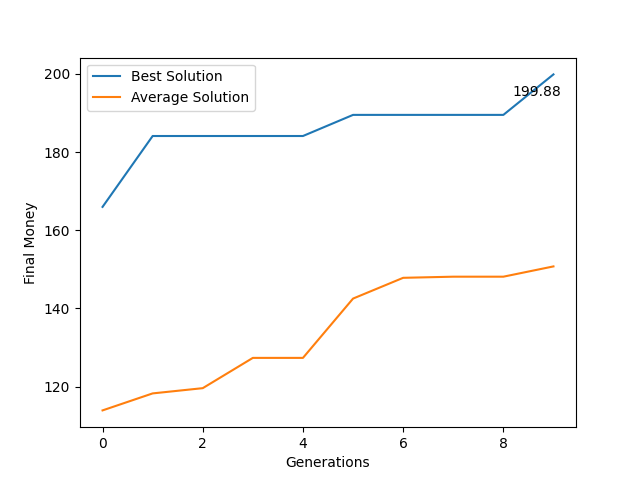 Best Solution
Average Solution
199.88
200
180
160
140
120
Final Money
0 2 4 6 8
Generations